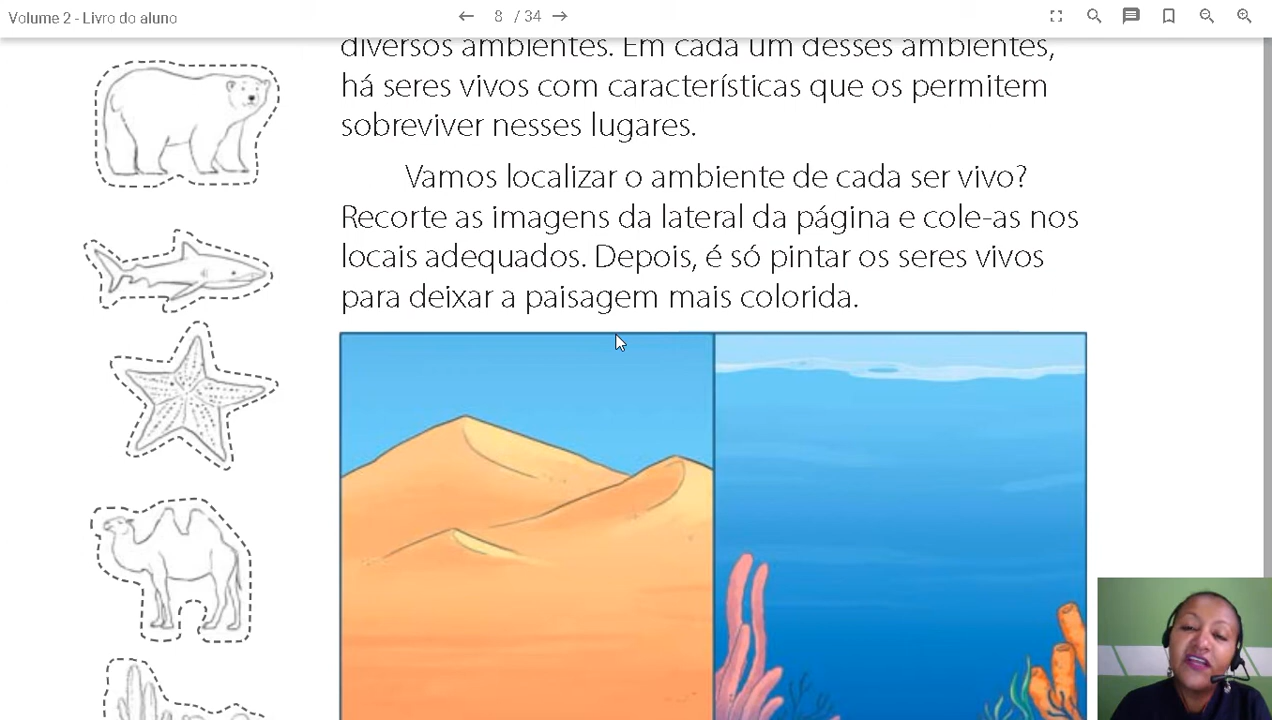 Volume 2 - Livro do aluno
8 / 34
diversos ambientes. Em cada um desses ambientes,
há seres vivos com características que os permitem
sobreviver nesses lugares.
Vamos localizar o ambiente de cada ser vivo?
Recorte as imagens da lateral da página e cole-as nos
locais adequados. Depois, é só pintar os seres vivos
para deixar a paisagem mais colorida.